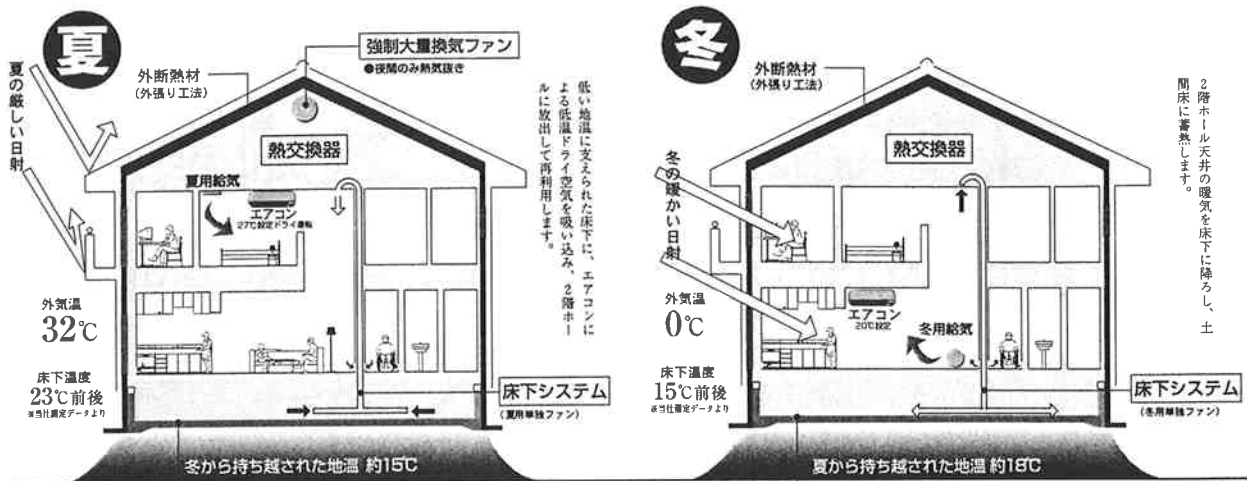 夏
強制大量換気ファン
●夜間のみ熱気抜き
外断熱材
(外張り工法)
夏の厳しい日射
熱交換器
夏用給気
エアコン
27℃設定ドライ運転
低い地温に支えられた床下に、エアコンに
よる低温ドライ空気を吸い込み、2階ホー
ルに放出して再利用します。
外気温
32℃
床下温度
23℃前後
※当社測定データより
床下システム
(夏用単独ファン)
冬から持ち越された地温 約15℃
冬
外断熱材
(外張り工法)
2階ホール天井の暖気を床下に降ろし、土
間床に蓄熱します。
熱交換器
冬の暖かい日射
エアコン
20℃設定
冬用給気
外気温
0℃
床下温度
15℃前後
※当社測定データより
床下システム
(冬用単独ファン)
夏から持ち越された地温 約18℃